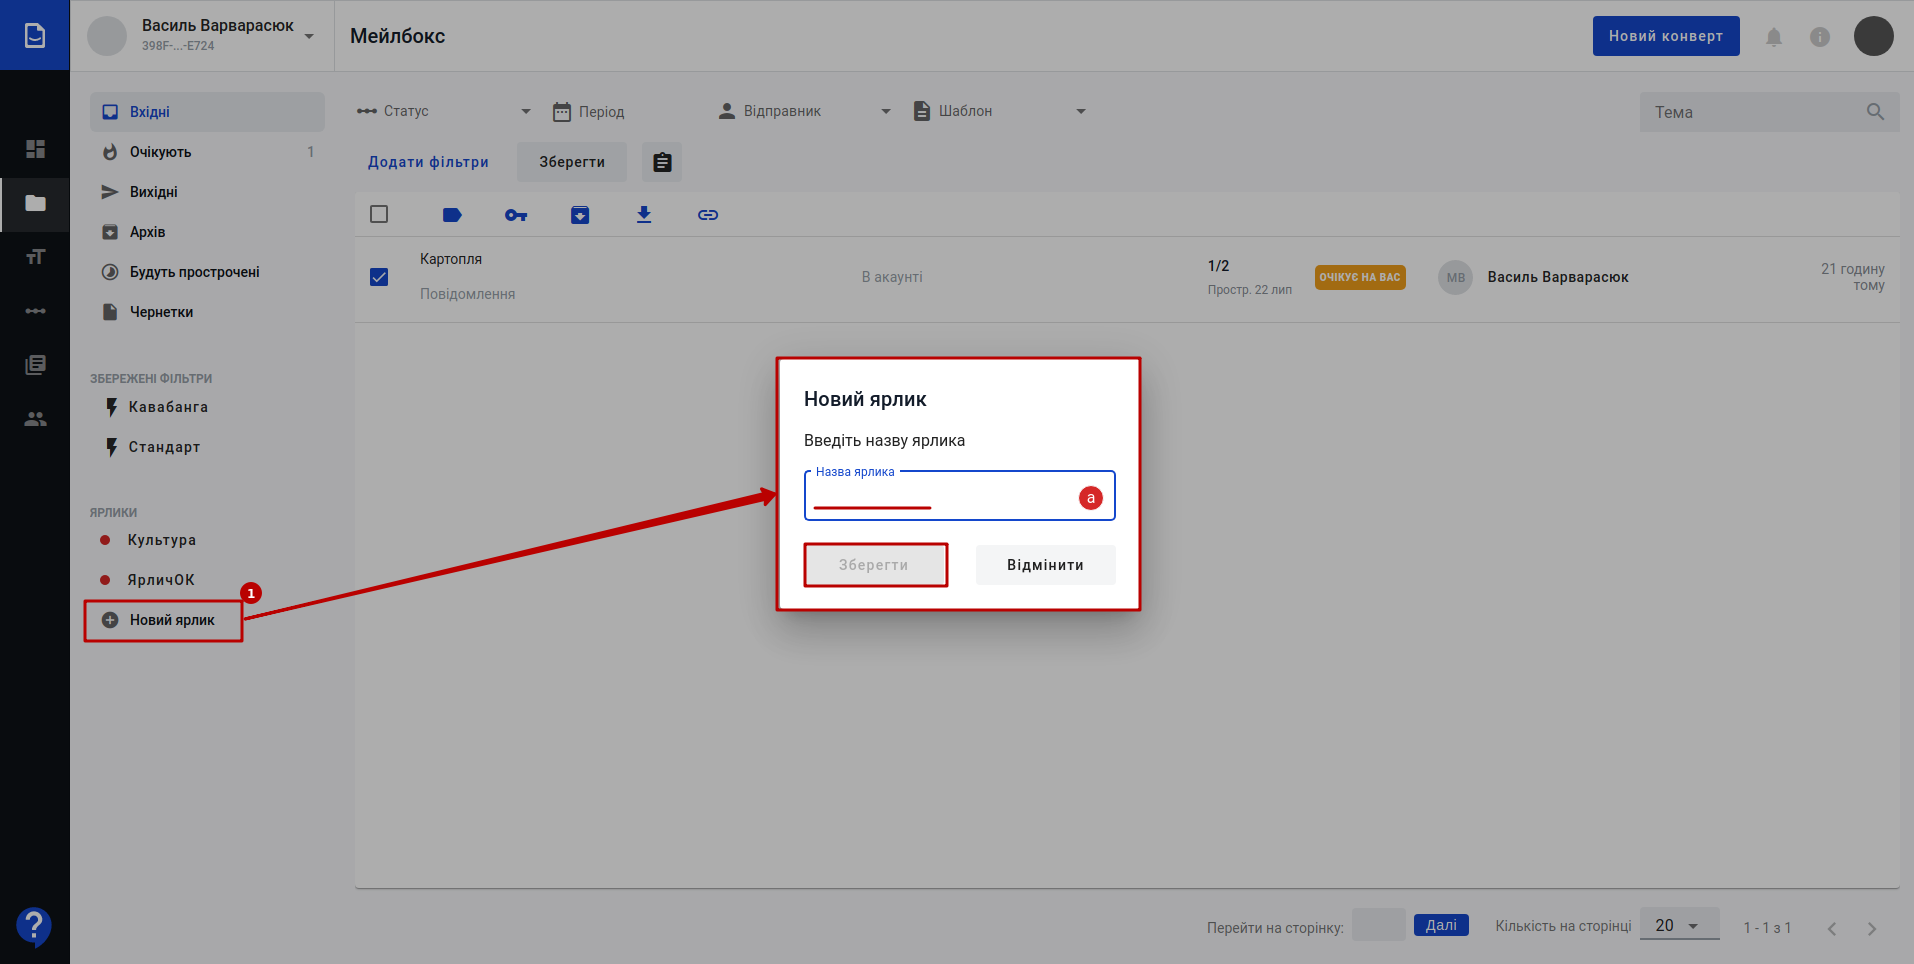 Василь Варварасюк
398F-...-E724
Мейлбокс
Новий конверт
Вхідні
Очікують 1
Вихідні
Архів
Будуть прострочені
Чернетки
ЗБЕРЕЖЕНІ ФІЛЬТРИ
Кавабанга
Стандарт
ЯРЛИКИ
Культура
ЯрличОК
1
Новий ярлик
Статус Період Відправник Шаблон Тема
Додати фільтри Зберегти
Картопля
Повідомлення
В акаунті
1/2
Простр. 22 лип
ОЧІКУЄ НА ВАС
МВ
Василь Варварасюк
21 годину
тому
Новий ярлик
Введіть назву ярлика
Назва ярлика
a
Зберегти Відмінити
Перейти на сторінку: Далі Кількість на сторінці 20 1 - 1 з 1
?